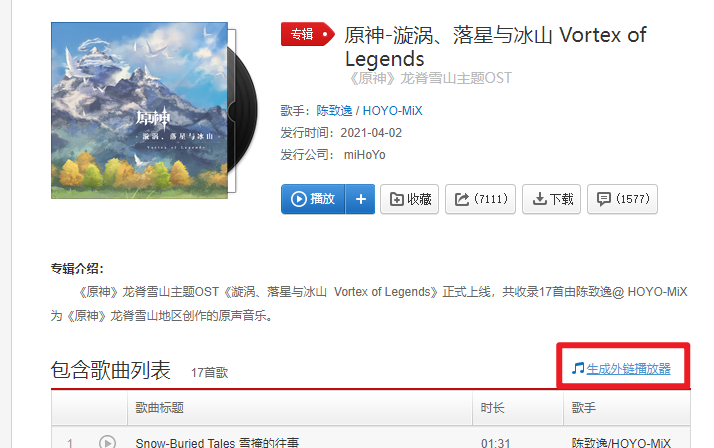 专辑
原神-漩涡、落星与冰山 Vortex of
Legends
《原神》龙脊雪山主题OST
歌手：陈致逸 / HOYO-MiX
发行时间：2021-04-02
发行公司： miHoYo
原神
·漩涡、落星与冰山·
Vortex of Legends
播放
+
收藏
(7111)
下载
(1577)
专辑介绍：
《原神》龙脊雪山主题OST《漩涡、落星与冰山 Vortex of Legends》正式上线，共收录17首由陈致逸@ HOYO-MiX
为《原神》龙脊雪山地区创作的原声音乐。
包含歌曲列表 17首歌 生成外链播放器
歌曲标题 时长 歌手
1 Snow-Buried Tales 雪掩的往事 01:31 陈致逸/HOYO-MiX